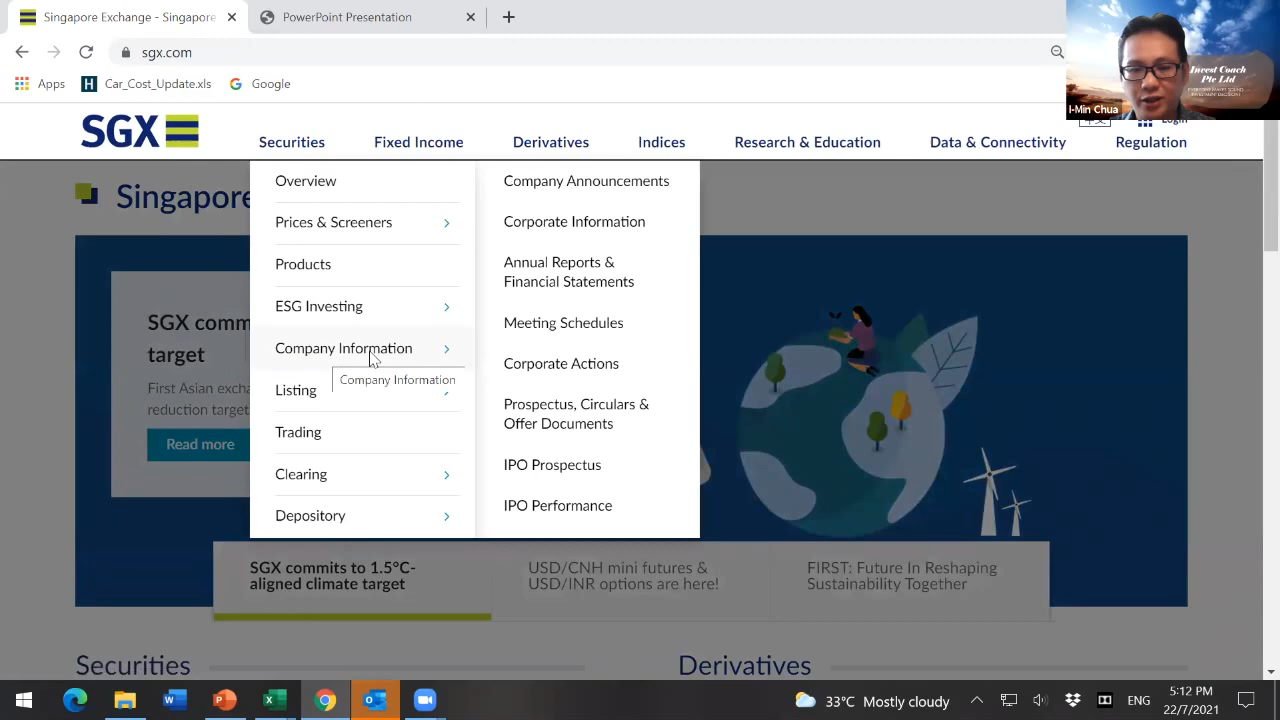 Singapore Exchange - Singapore
PowerPoint Presentation
sgx.com
Apps
Car_Cost_Update.xls
Google
Invest Coach
Pte Ltd
I-Min Chua
中文
Login
SGX
Securities
Fixed Income
Derivatives
Indices
Research & Education
Data & Connectivity
Regulation
Singapore
Overview
Prices & Screeners
Products
ESG Investing
Company Information
Company Information
Listing
Trading
Clearing
Depository
Company Announcements
Corporate Information
Annual Reports &
Financial Statements
Meeting Schedules
Corporate Actions
Prospectus, Circulars &
Offer Documents
IPO Prospectus
IPO Performance
SGX comm
target
First Asian excha
reduction target
Read more
SGX commits to 1.5°C-
aligned climate target
USD/CNH mini futures &
USD/INR options are here!
FIRST: Future In Reshaping
Sustainability Together
Securities
Derivatives
33°C Mostly cloudy
ENG
5:12 PM
22/7/2021